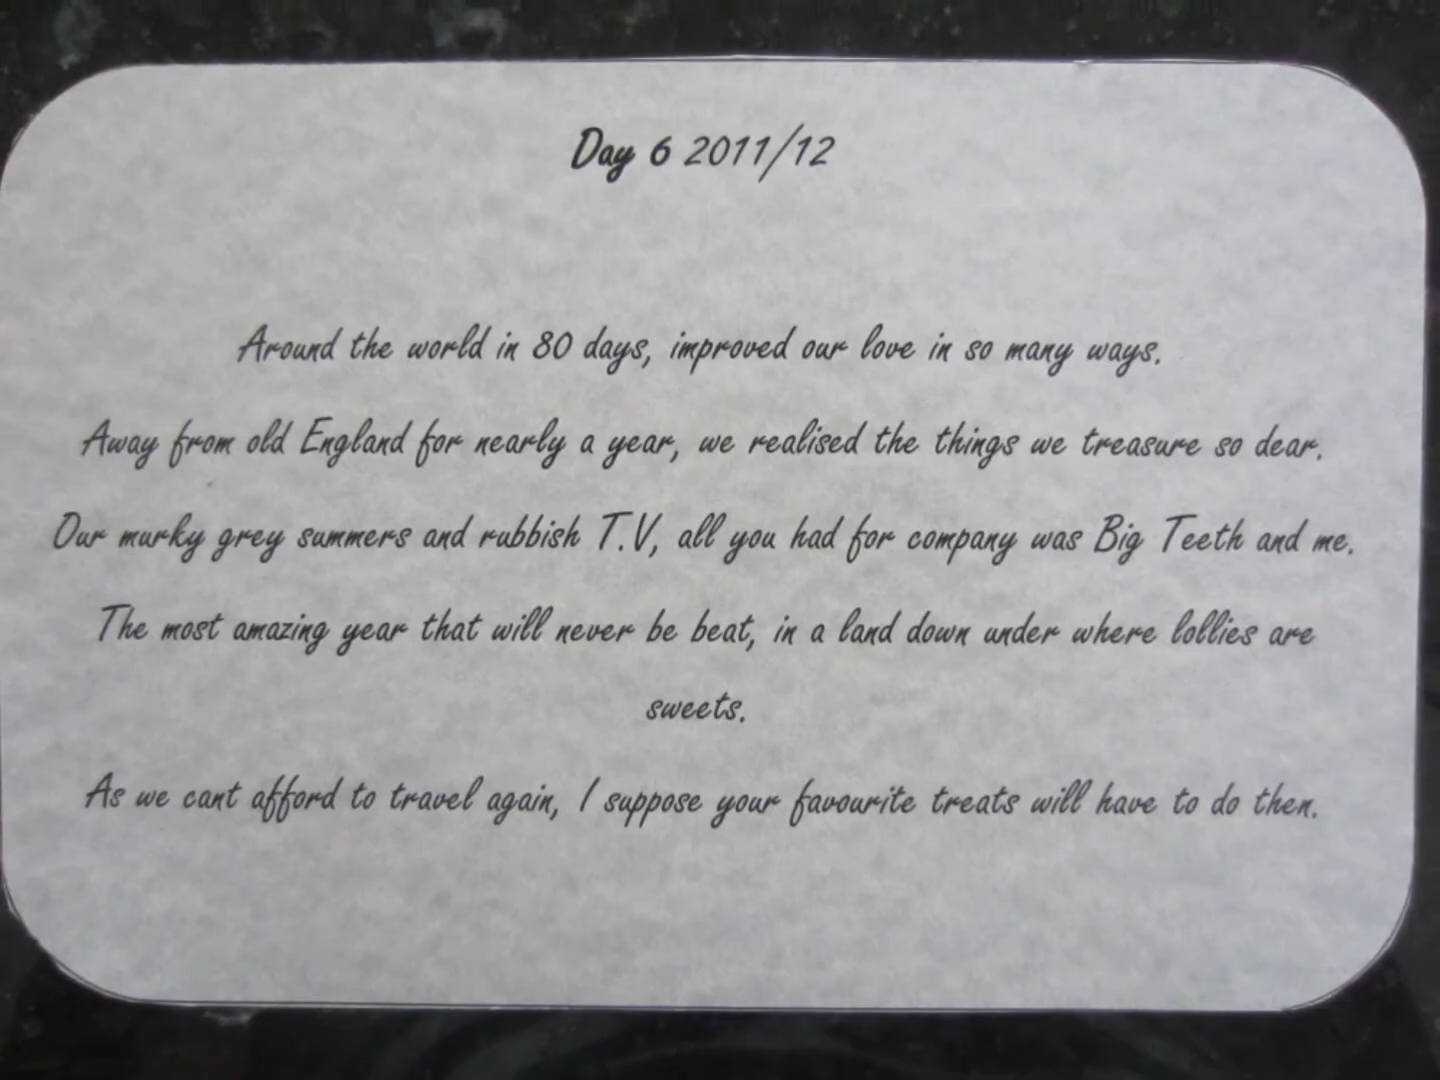 Day 6 2011/12
Around the world in 80 days, improved our love in so many ways.
Away from old England for nearly a year, we realised the things we treasure so dear.
Our murky grey summers and rubbish T.V, all you had for company was Big Teeth and me.
The most amazing year that will never be beat, in a land down under where lollies are
sweets.
As we cant afford to travel again, I suppose your favourite treats will have to do then.